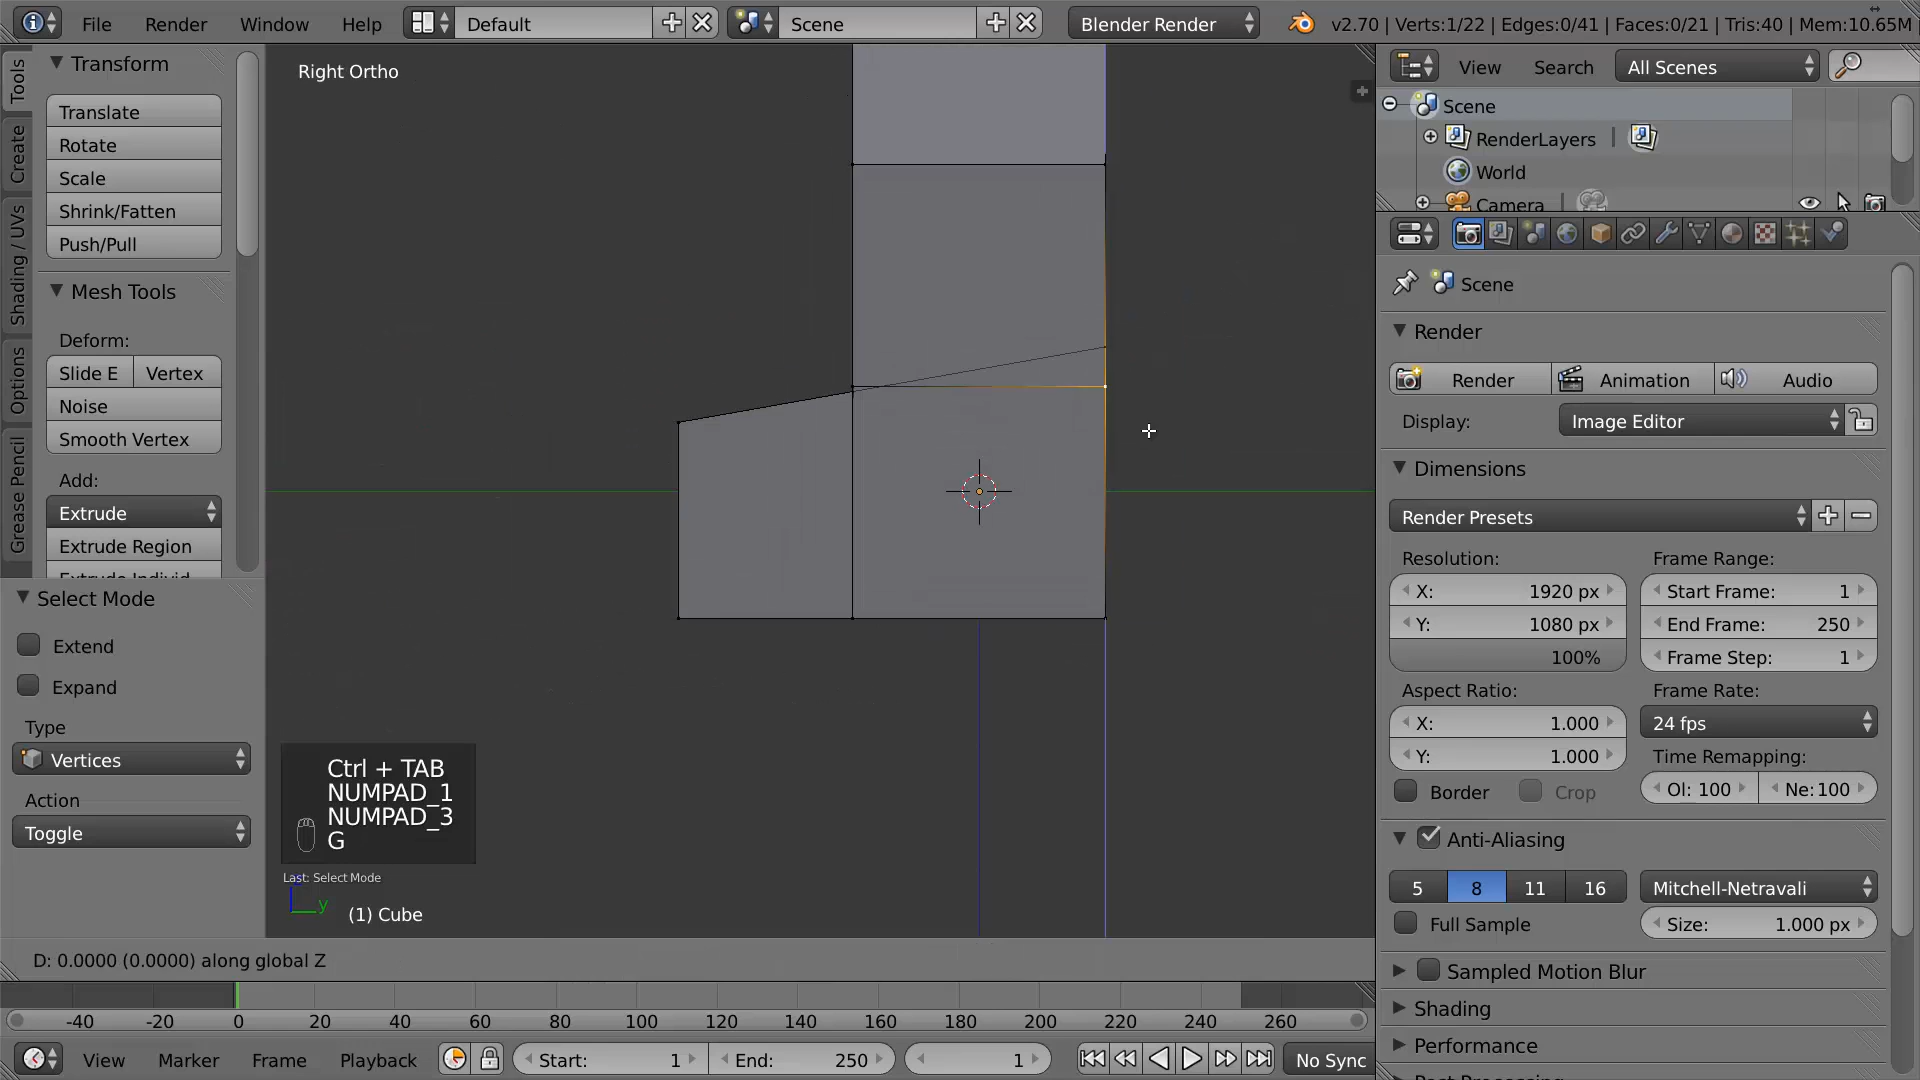 File Render Window Help Default Scene Blender Render v2.70 | Verts:1/22 | Edges:0/41 | Faces:0/21 | Tris:40 | Mem:10.65M
Tools
Create
Shading / UVs
Options
Grease Pencil
Transform
Translate
Rotate
Scale
Shrink/Fatten
Push/Pull
Mesh Tools
Deform:
Slide E Vertex
Noise
Smooth Vertex
Add:
Extrude
Extrude Region
Extrude Individ
Select Mode
Extend
Expand
Type
Vertices
Action
Toggle
Right Ortho
Ctrl + TAB
NUMPAD_1
NUMPAD_3
G
Last: Select Mode
y
(1) Cube
D: 0.0000 (0.0000) along global Z
-40 -20 0 20 40 60 80 100 120 140 160 180 200 220 240 260
View Marker Frame Playback Start: 1 End: 250 1 No Sync
View Search All Scenes
Scene
RenderLayers |
World
Camera
Scene
Render
Render Animation Audio
Display: Image Editor
Dimensions
Render Presets
Resolution: Frame Range:
X: 1920 px Start Frame: 1
Y: 1080 px End Frame: 250
100% Frame Step: 1
Aspect Ratio: Frame Rate:
X: 1.000 24 fps
Y: 1.000 Time Remapping:
Border Crop Ol: 100 Ne:100
Anti-Aliasing
5 8 11 16 Mitchell-Netravali
Full Sample Size: 1.000 px
Sampled Motion Blur
Shading
Performance